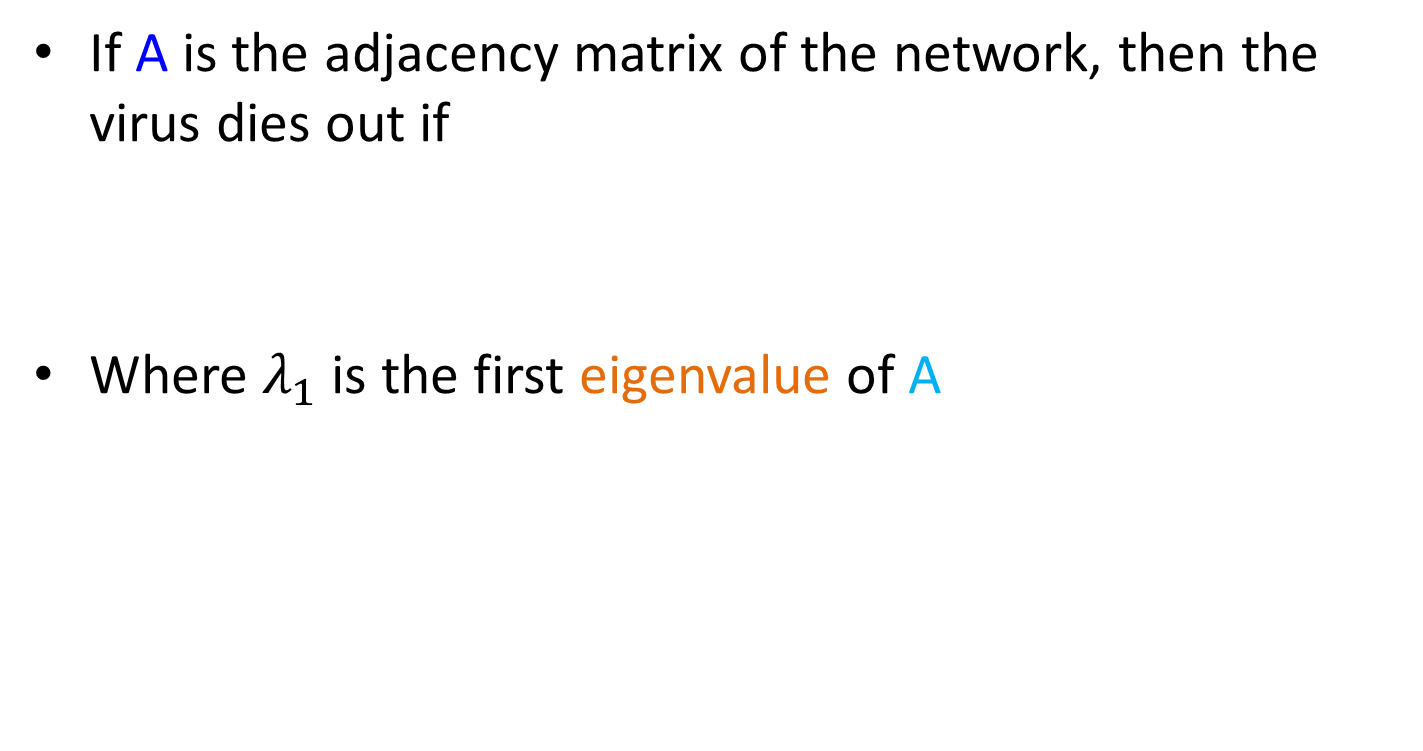 • If A is the adjacency matrix of the network, then the
virus dies out if
• Where 𝜆₁ is the first eigenvalue of A